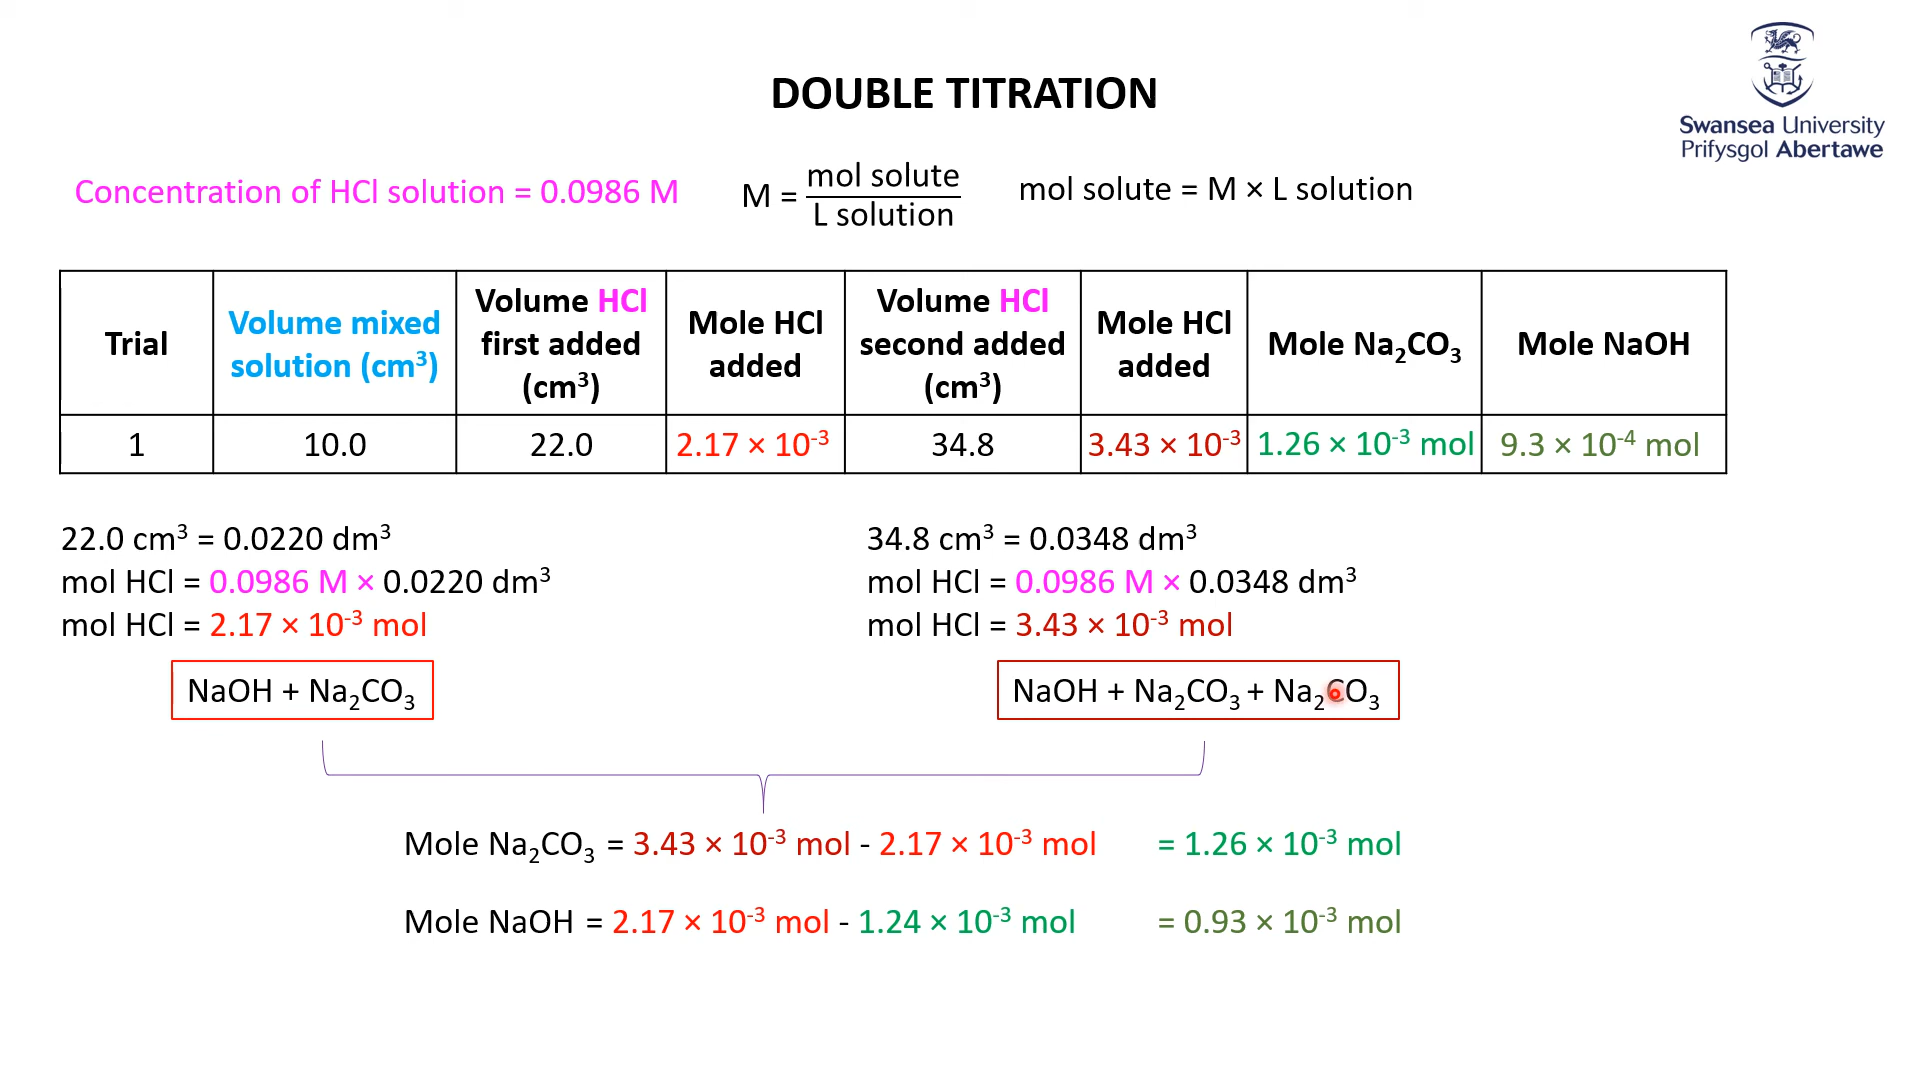 Swansea University
Prifysgol Abertawe
DOUBLE TITRATION
Concentration of HCl solution = 0.0986 M
M = mol solute / L solution
mol solute = M × L solution
Trial
Volume mixed solution (cm³)
Volume HCl first added (cm³)
Mole HCl added
Volume HCl second added (cm³)
Mole HCl added
Mole Na₂CO₃
Mole NaOH
1
10.0
22.0
2.17 × 10⁻³
34.8
3.43 × 10⁻³
1.26 × 10⁻³ mol
9.3 × 10⁻⁴ mol
22.0 cm³ = 0.0220 dm³
mol HCl = 0.0986 M × 0.0220 dm³
mol HCl = 2.17 × 10⁻³ mol
NaOH + Na₂CO₃
34.8 cm³ = 0.0348 dm³
mol HCl = 0.0986 M × 0.0348 dm³
mol HCl = 3.43 × 10⁻³ mol
NaOH + Na₂CO₃ + Na₂CO₃
Mole Na₂CO₃ = 3.43 × 10⁻³ mol - 2.17 × 10⁻³ mol = 1.26 × 10⁻³ mol
Mole NaOH = 2.17 × 10⁻³ mol - 1.24 × 10⁻³ mol = 0.93 × 10⁻³ mol